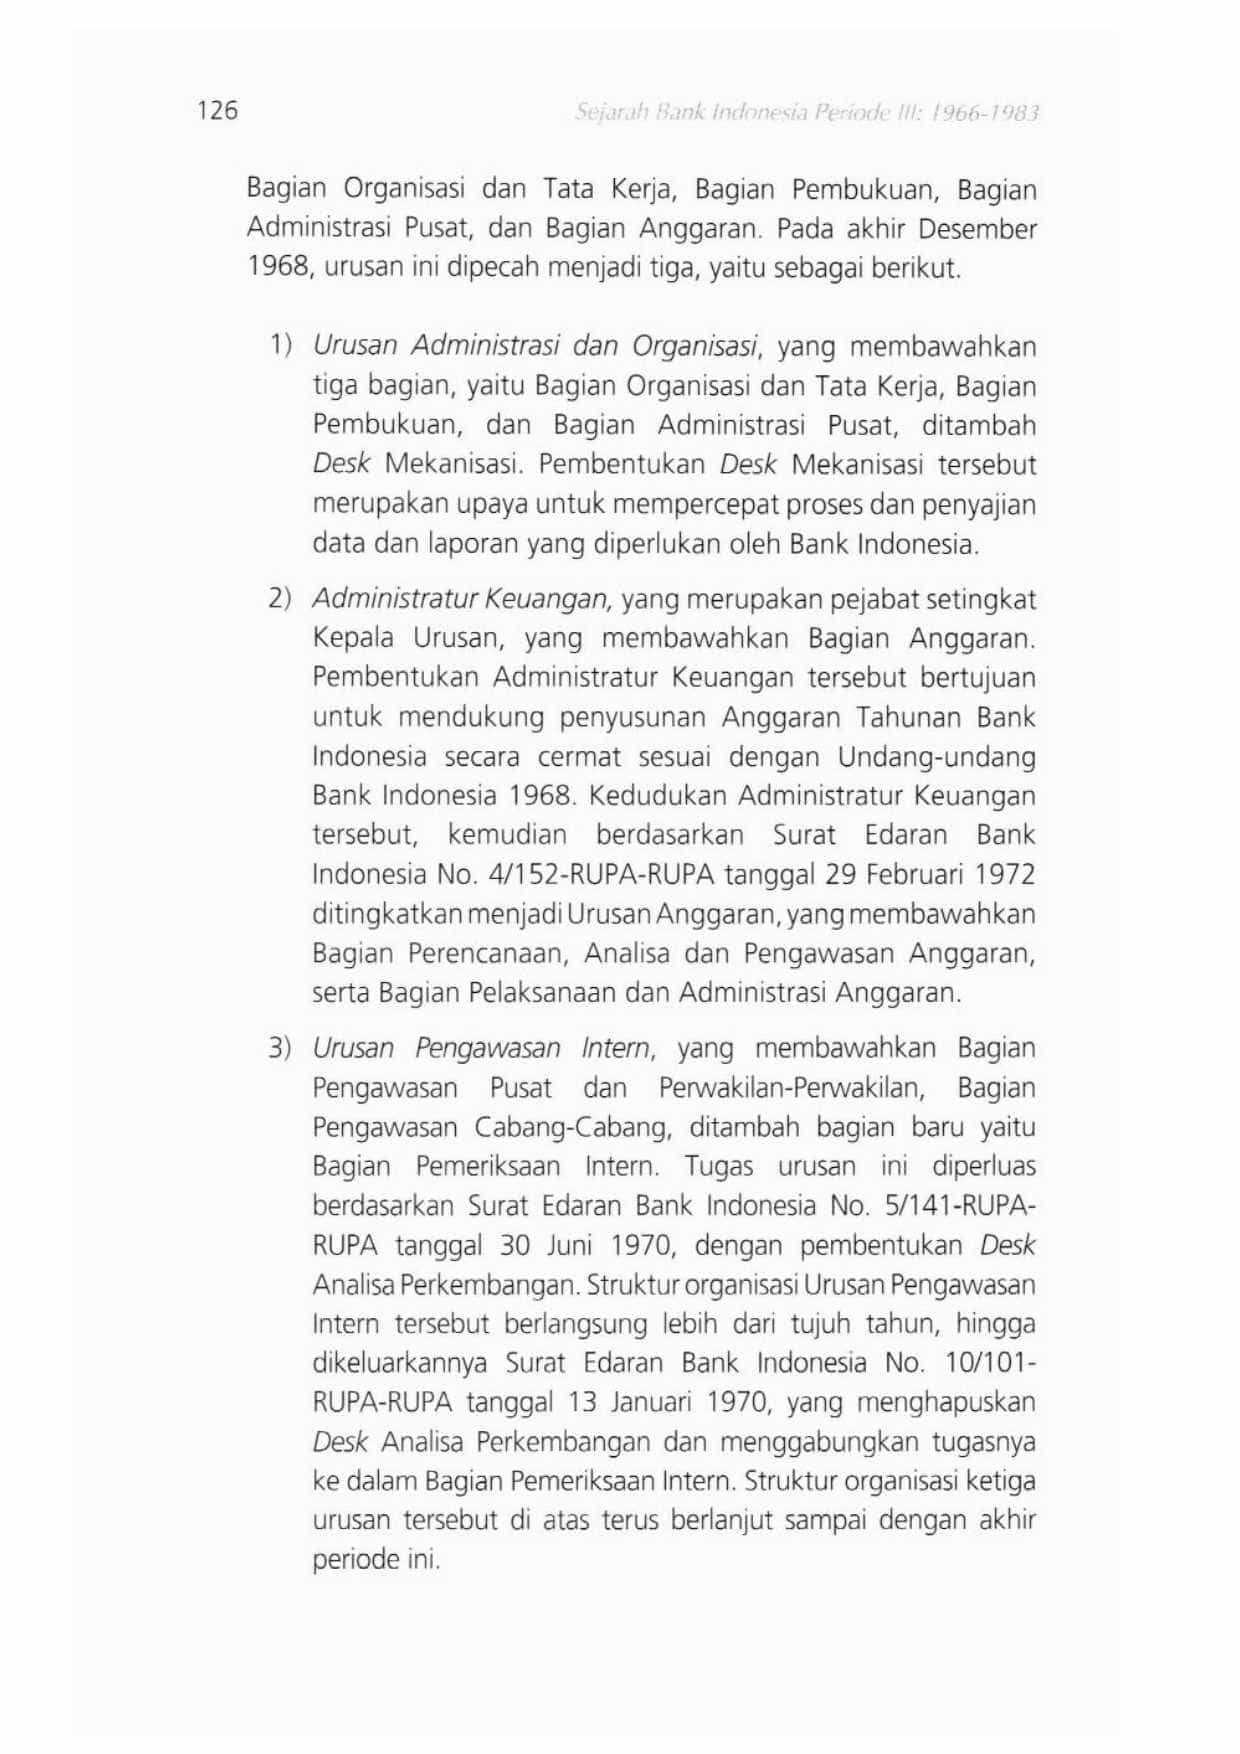 126
Sejarah Bank Indonesia Periode III: 1966-1983
Bagian Organisasi dan Tata Kerja, Bagian Pembukuan, Bagian
Administrasi Pusat, dan Bagian Anggaran. Pada akhir Desember
1968, urusan ini dipecah menjadi tiga, yaitu sebagai berikut.
1) Urusan Administrasi dan Organisasi, yang membawahkan
tiga bagian, yaitu Bagian Organisasi dan Tata Kerja, Bagian
Pembukuan, dan Bagian Administrasi Pusat, ditambah
Desk Mekanisasi. Pembentukan Desk Mekanisasi tersebut
merupakan upaya untuk mempercepat proses dan penyajian
data dan laporan yang diperlukan oleh Bank Indonesia.
2) Administratur Keuangan, yang merupakan pejabat setingkat
Kepala Urusan, yang membawahkan Bagian Anggaran.
Pembentukan Administratur Keuangan tersebut bertujuan
untuk mendukung penyusunan Anggaran Tahunan Bank
Indonesia secara cermat sesuai dengan Undang-undang
Bank Indonesia 1968. Kedudukan Administratur Keuangan
tersebut, kemudian berdasarkan Surat Edaran Bank
Indonesia No. 4/152-RUPA-RUPA tanggal 29 Februari 1972
ditingkatkan menjadi Urusan Anggaran, yang membawahkan
Bagian Perencanaan, Analisa dan Pengawasan Anggaran,
serta Bagian Pelaksanaan dan Administrasi Anggaran.
3) Urusan Pengawasan Intern, yang membawahkan Bagian
Pengawasan Pusat dan Perwakilan-Perwakilan, Bagian
Pengawasan Cabang-Cabang, ditambah bagian baru yaitu
Bagian Pemeriksaan Intern. Tugas urusan ini diperluas
berdasarkan Surat Edaran Bank Indonesia No. 5/141-RUPA-
RUPA tanggal 30 Juni 1970, dengan pembentukan Desk
Analisa Perkembangan. Struktur organisasi Urusan Pengawasan
Intern tersebut berlangsung lebih dari tujuh tahun, hingga
dikeluarkannya Surat Edaran Bank Indonesia No. 10/101-
RUPA-RUPA tanggal 13 Januari 1970, yang menghapuskan
Desk Analisa Perkembangan dan menggabungkan tugasnya
ke dalam Bagian Pemeriksaan Intern. Struktur organisasi ketiga
urusan tersebut di atas terus berlanjut sampai dengan akhir
periode ini.